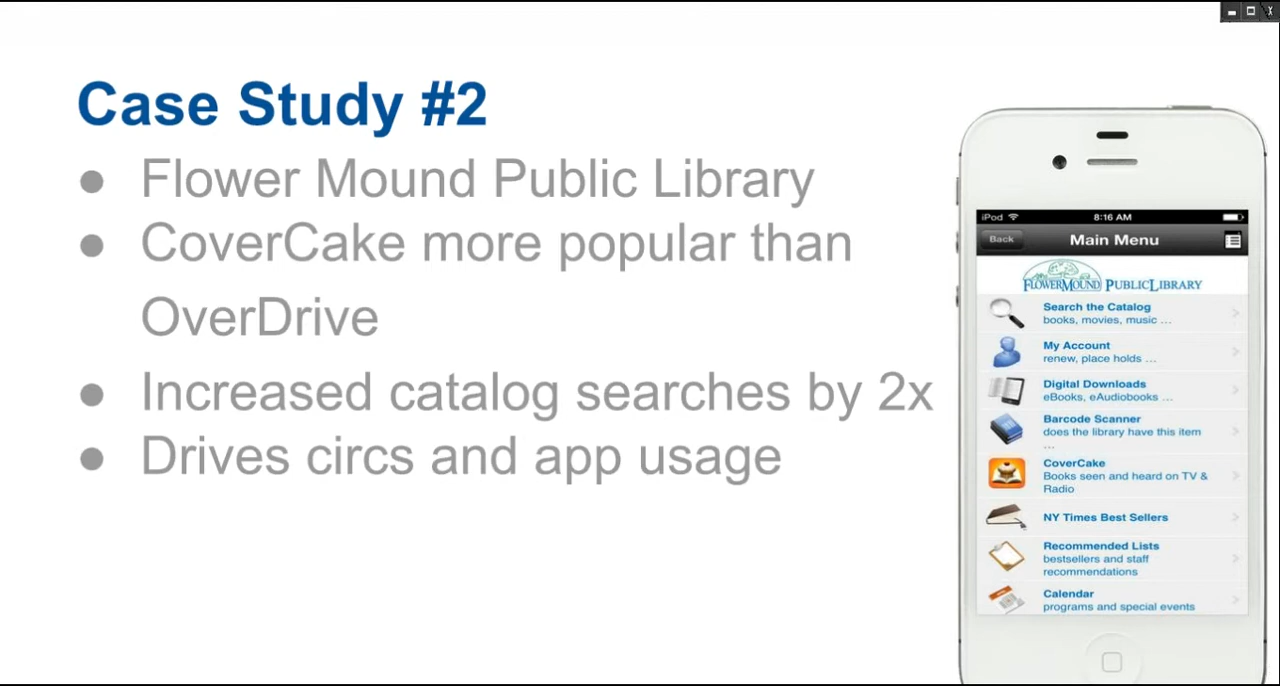 Case Study #2
● Flower Mound Public Library
● CoverCake more popular than
OverDrive
● Increased catalog searches by 2x
● Drives circs and app usage
iPod 8:16 AM
Back Main Menu
FLOWERMOUND PUBLIC LIBRARY
Search the Catalog
books, movies, music ...
My Account
renew, place holds ...
Digital Downloads
eBooks, eAudiobooks ...
Barcode Scanner
does the library have this item
...
CoverCake
Books seen and heard on TV &
Radio
NY Times Best Sellers
Recommended Lists
bestsellers and staff
recommendations
Calendar
programs and special events